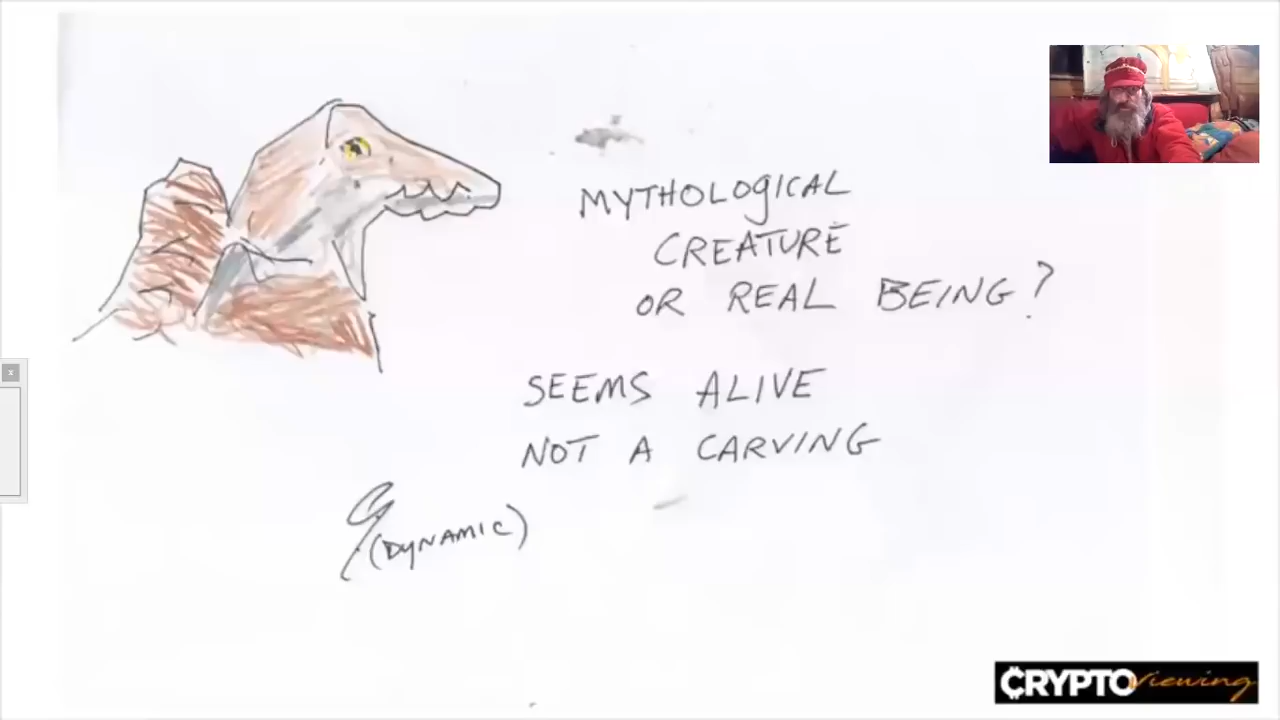 MYTHOLOGICAL
CREATURE
OR REAL BEING?
SEEMS ALIVE
NOT A CARVING
(DYNAMIC)
x
CRYPTOViewing